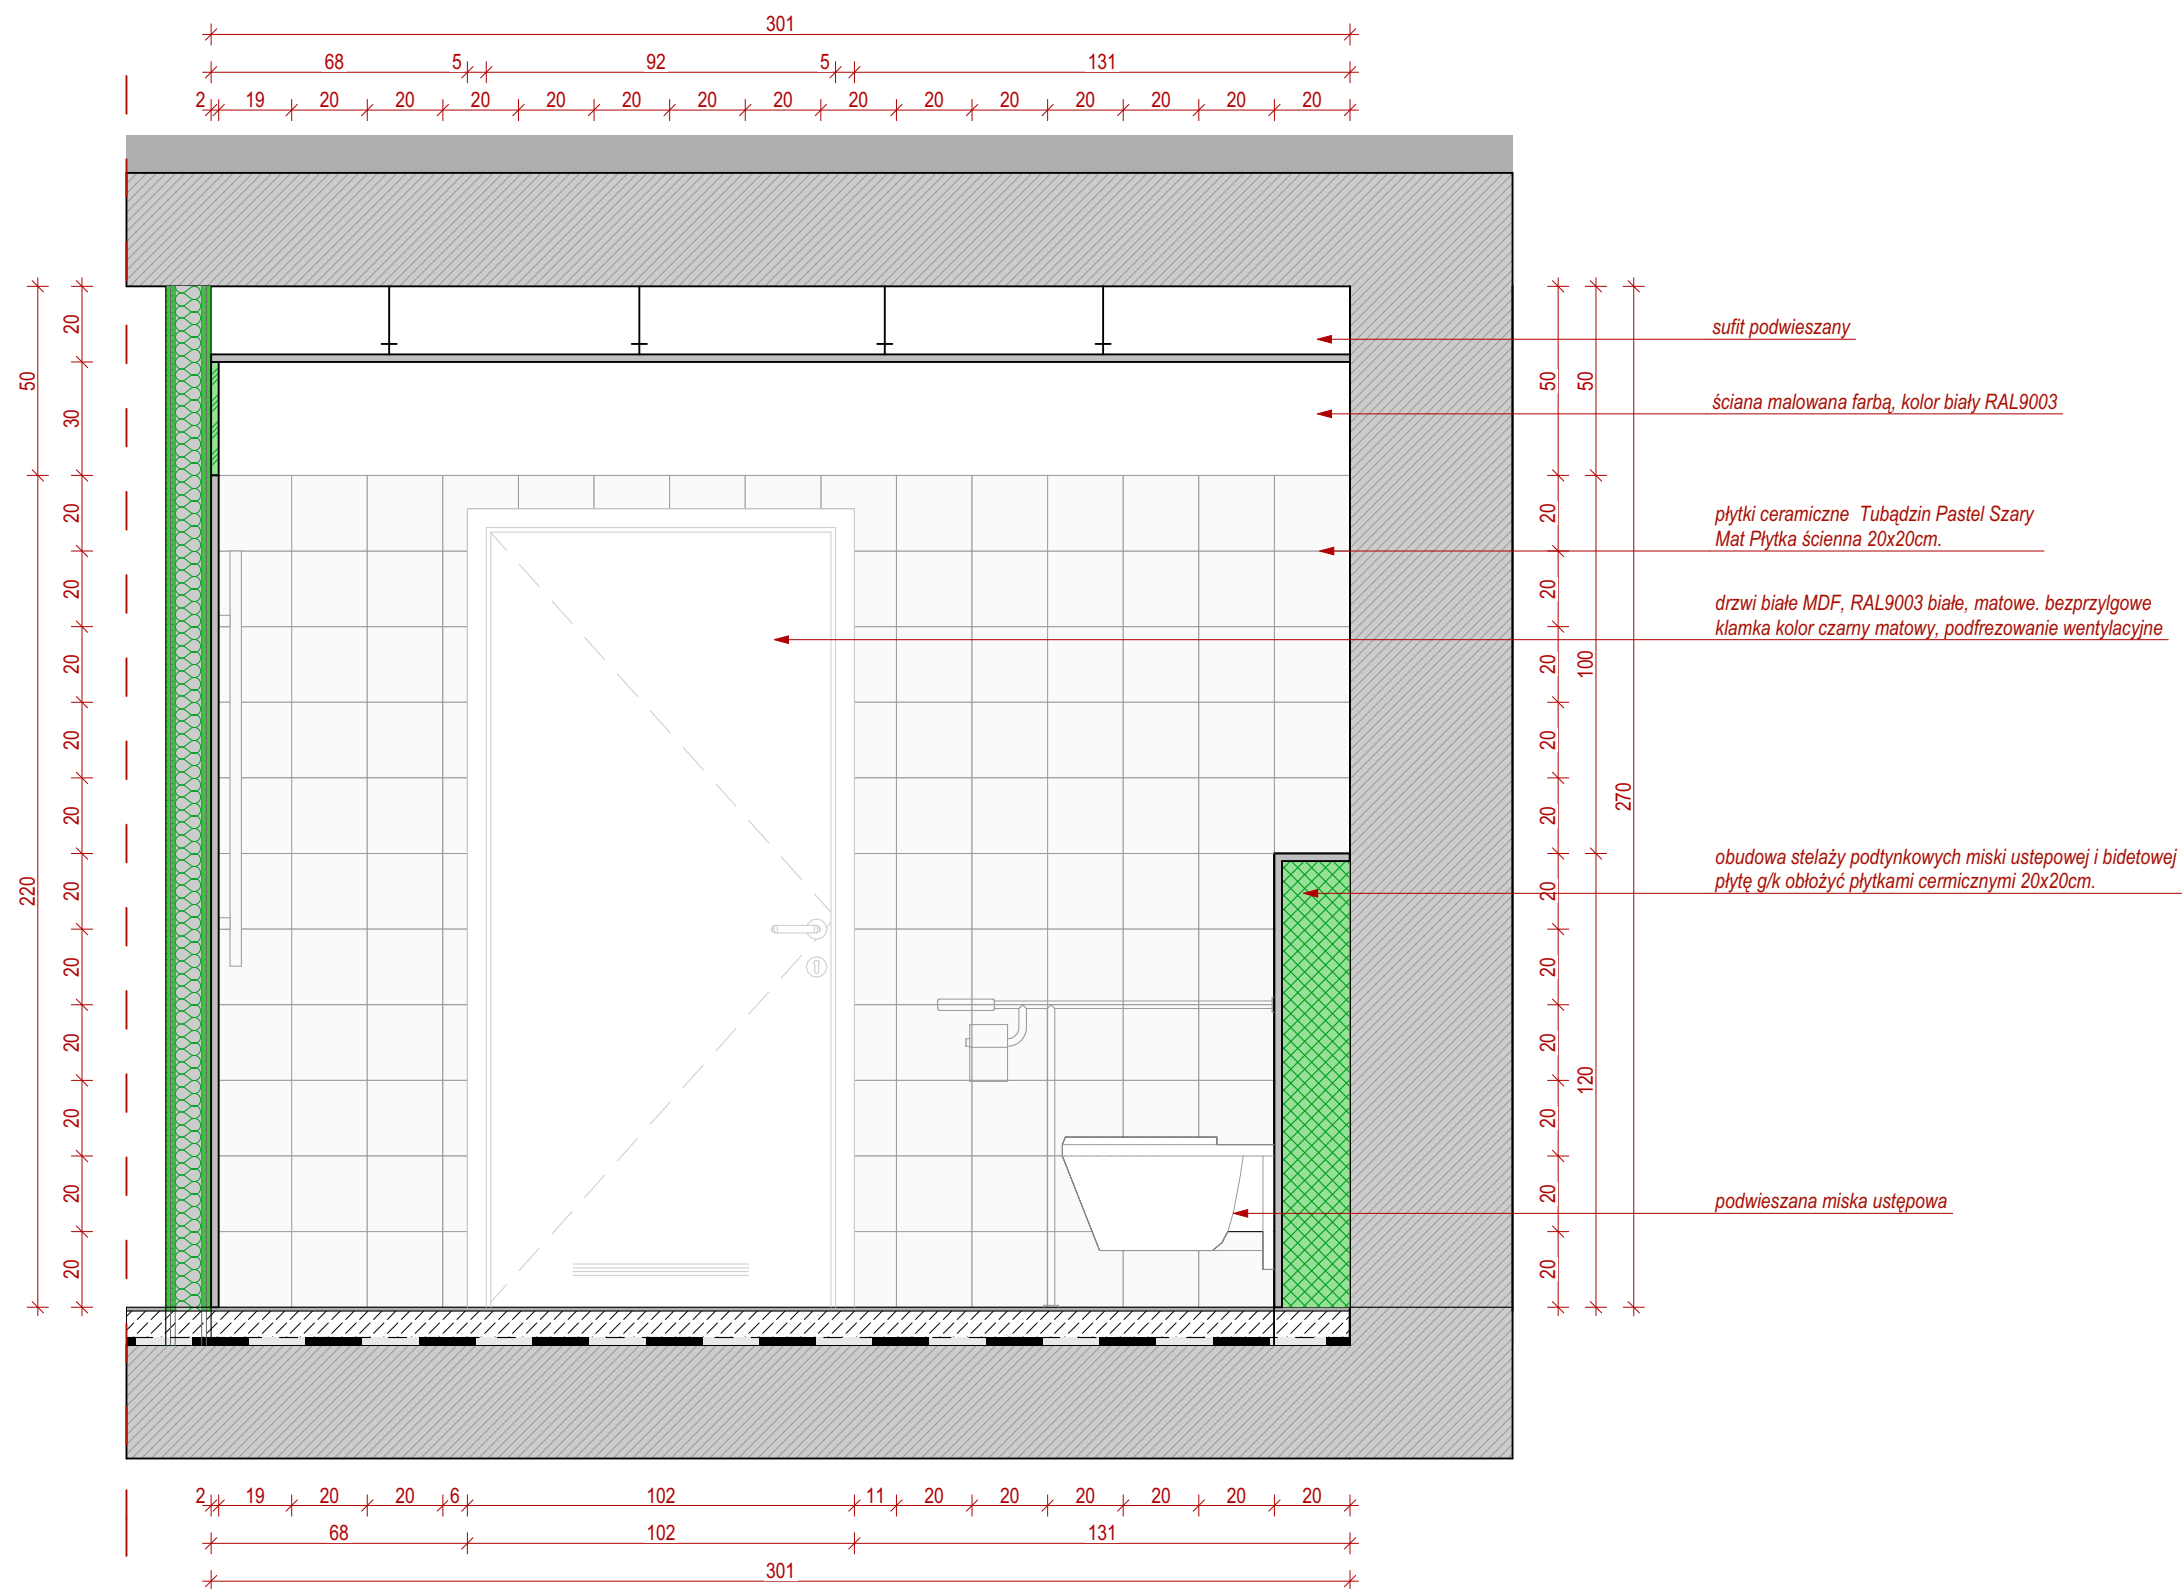 301
68 5 92 5 131
2 19 20 20 20 20 20 20 20 20 20 20 20 20 20 20
50
220
20
30
20
20
20
20
20
20
20
20
20
20
20
50
20
20
20
20
20
20
20
20
20
20
20
50
100
120
270
sufit podwieszany
ściana malowana farbą, kolor biały RAL9003
płytki ceramiczne Tubądzin Pastel Szary
Mat Płytka ścienna 20x20cm.
drzwi białe MDF, RAL9003 białe, matowe. bezprzylgowe
klamka kolor czarny matowy, podfrezowanie wentylacyjne
obudowa stelaży podtynkowych miski ustepowej i bidetowej
płytę g/k obłożyć płytkami cermicznymi 20x20cm.
podwieszana miska ustępowa
2 19 20 20 6 102 11 20 20 20 20 20 20
68 102 131
301